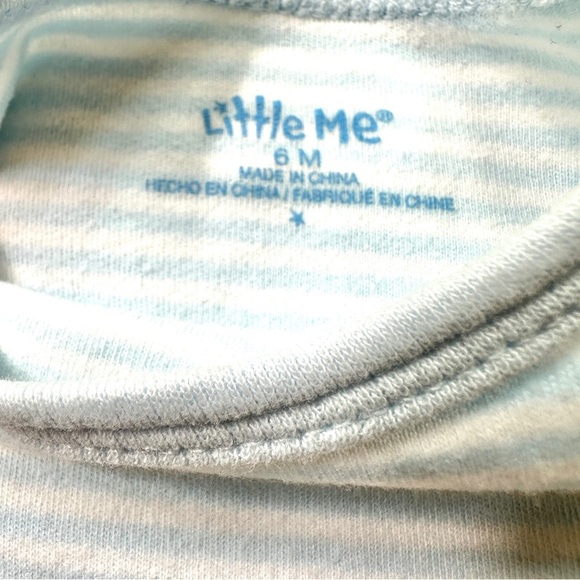 Little Me®
6 M
MADE IN CHINA
HECHO EN CHINA / FABRIQUÉ EN CHINE